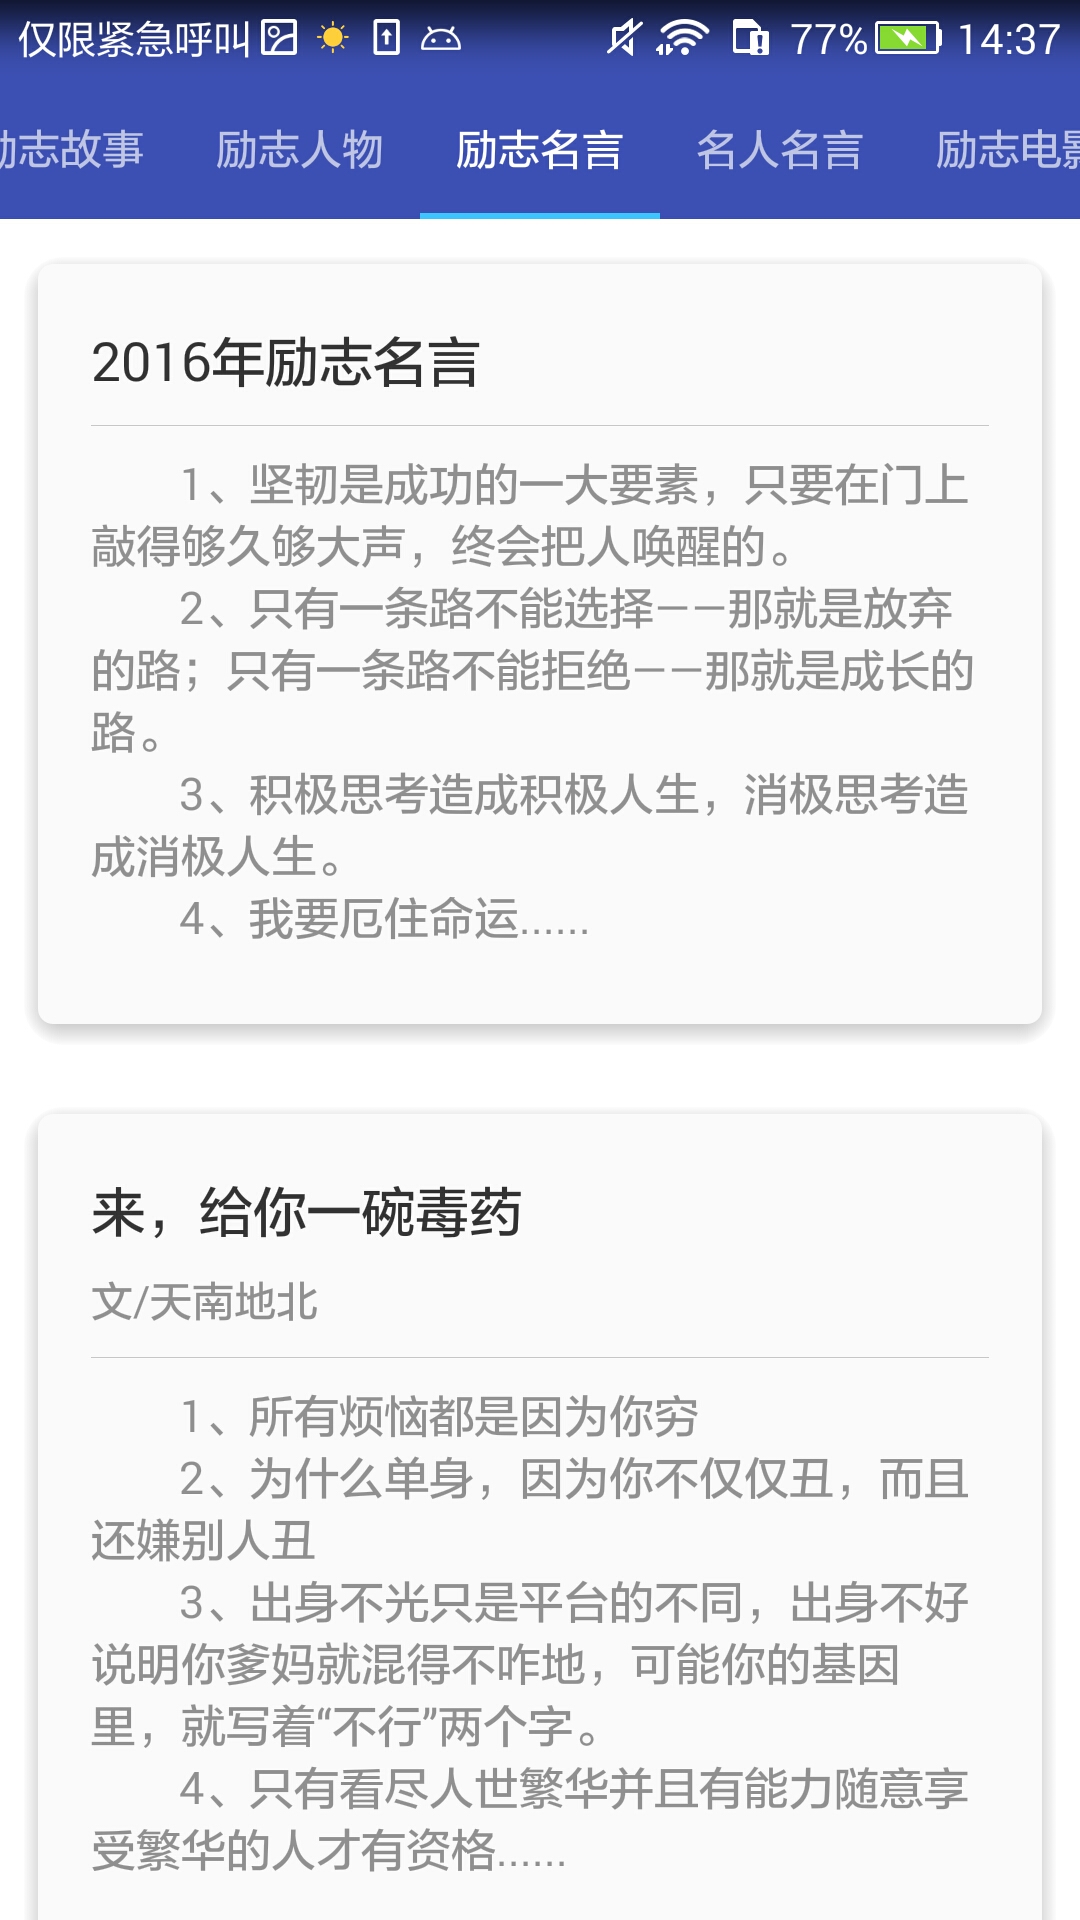 仅限紧急呼叫 77% 14:37
励志故事 励志人物 励志名言 名人名言 励志电影
2016年励志名言
1、坚韧是成功的一大要素，只要在门上
敲得够久够大声，终会把人唤醒的。
2、只有一条路不能选择——那就是放弃
的路；只有一条路不能拒绝——那就是成长的
路。
3、积极思考造成积极人生，消极思考造
成消极人生。
4、我要厄住命运......
来，给你一碗毒药
文/天南地北
1、所有烦恼都是因为你穷
2、为什么单身，因为你不仅仅丑，而且
还嫌别人丑
3、出身不光只是平台的不同，出身不好
说明你爹妈就混得不咋地，可能你的基因
里，就写着“不行”两个字。
4、只有看尽人世繁华并且有能力随意享
受繁华的人才有资格......